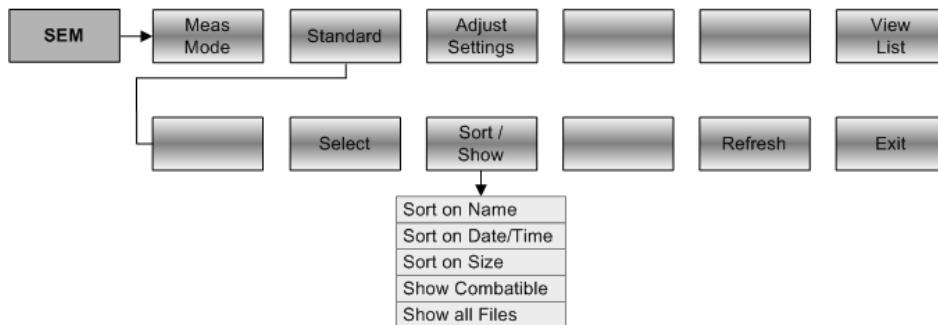 SEM
Meas
Mode
Standard
Adjust
Settings
View
List
Select
Sort /
Show
Refresh
Exit
Sort on Name
Sort on Date/Time
Sort on Size
Show Combatible
Show all Files